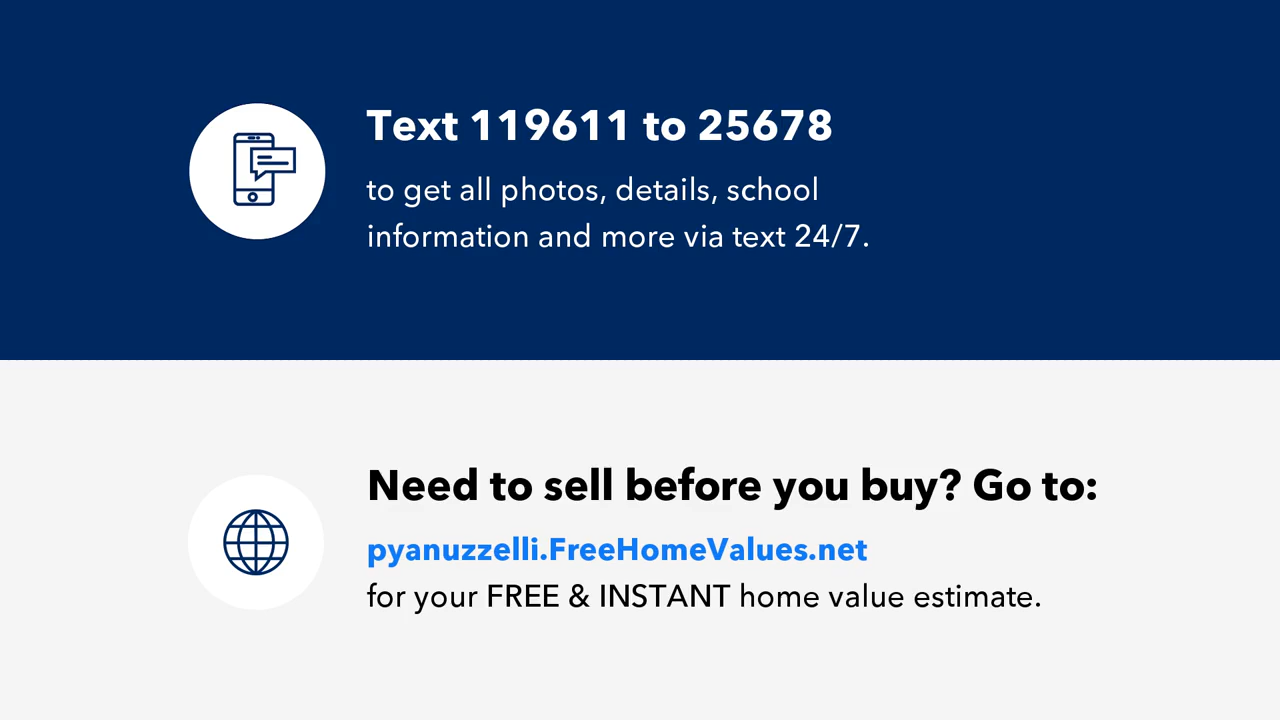 Text 119611 to 25678
to get all photos, details, school
information and more via text 24/7.
Need to sell before you buy? Go to:
pyanuzzelli.FreeHomeValues.net
for your FREE & INSTANT home value estimate.